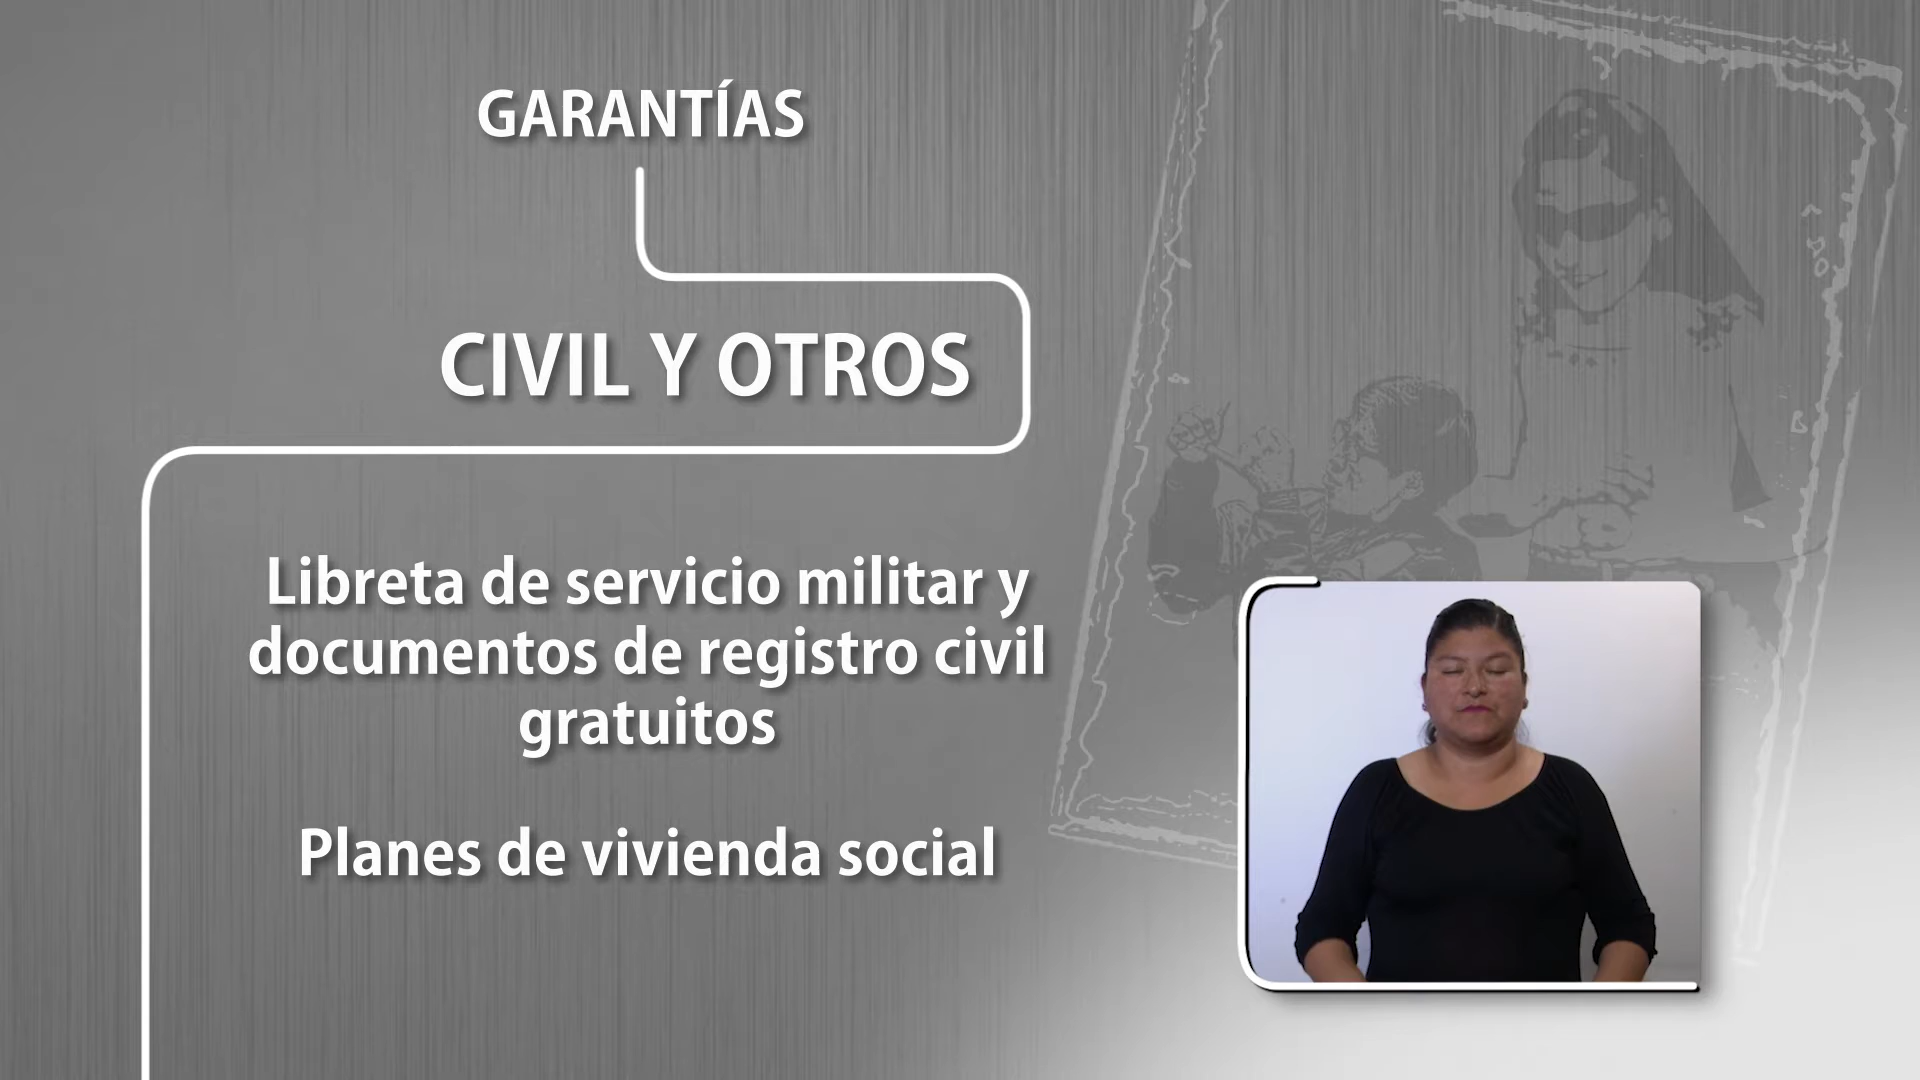 GARANTÍAS
CIVIL Y OTROS
Libreta de servicio militar y
documentos de registro civil
gratuitos
Planes de vivienda social